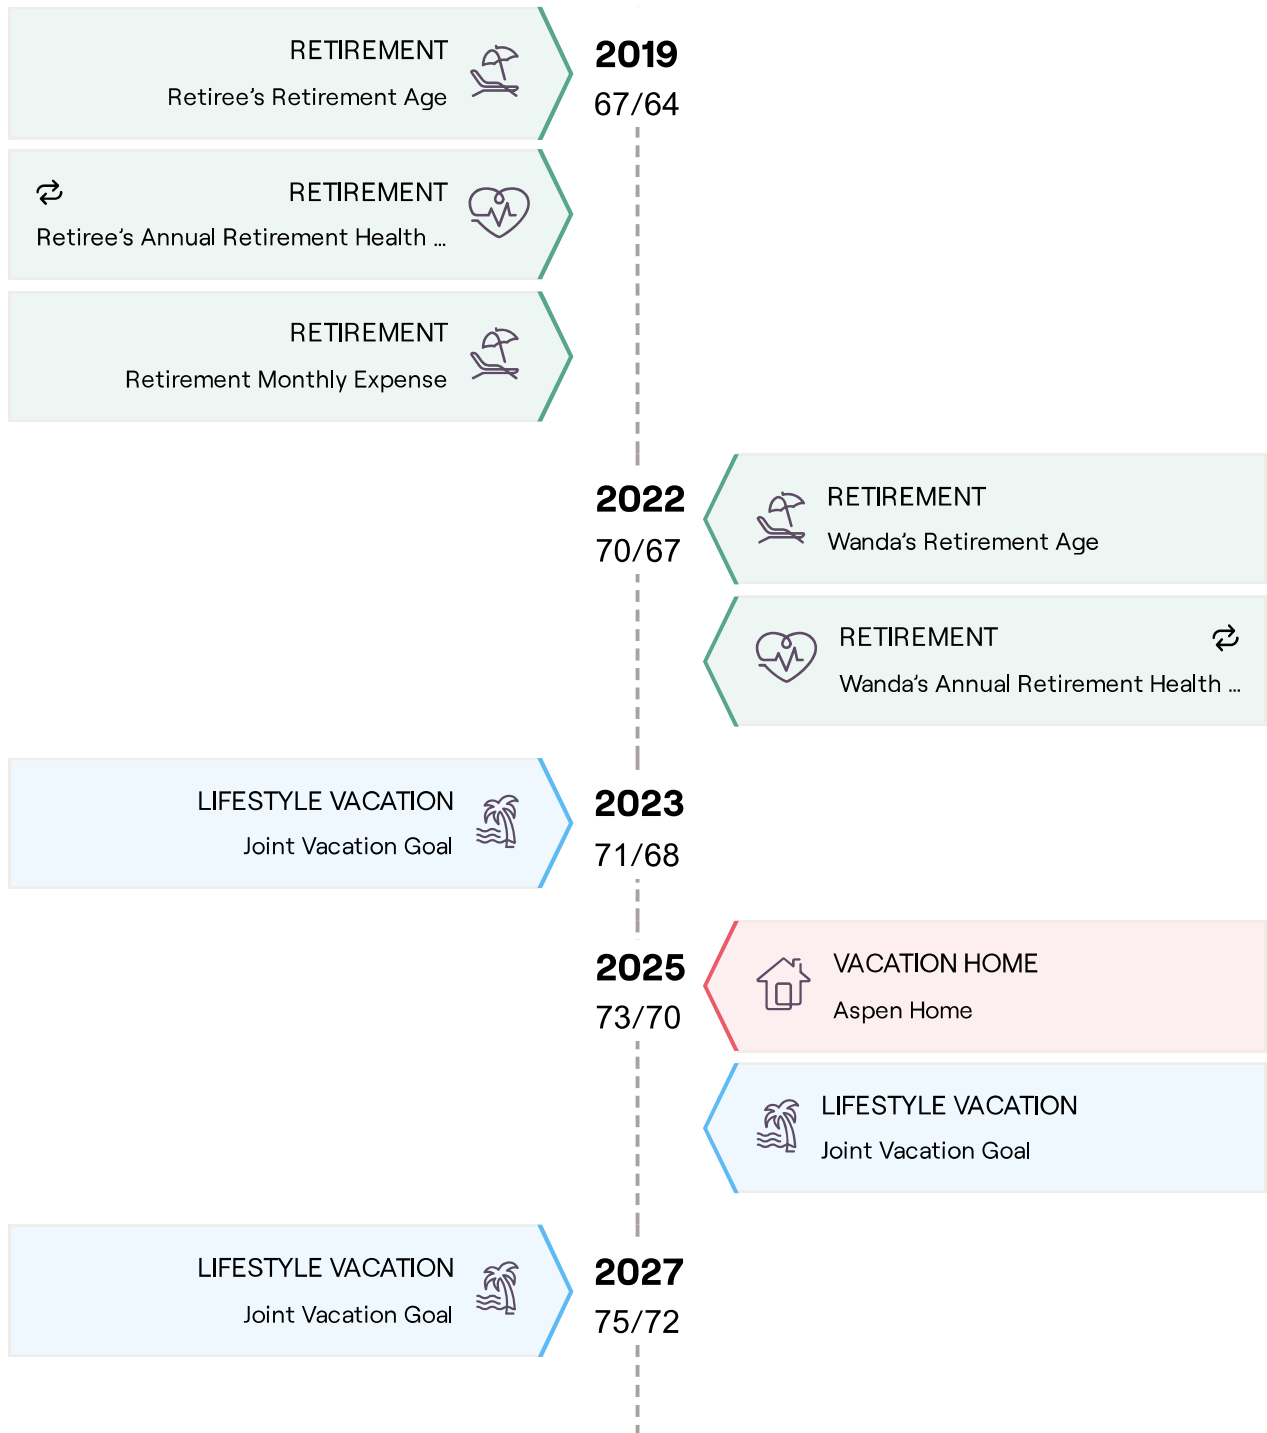 RETIREMENT
Retiree’s Retirement Age
2019
67/64
RETIREMENT
Retiree’s Annual Retirement Health ...
RETIREMENT
Retirement Monthly Expense
2022
70/67
RETIREMENT
Wanda’s Retirement Age
RETIREMENT
Wanda’s Annual Retirement Health ...
LIFESTYLE VACATION
Joint Vacation Goal
2023
71/68
2025
73/70
VACATION HOME
Aspen Home
LIFESTYLE VACATION
Joint Vacation Goal
LIFESTYLE VACATION
Joint Vacation Goal
2027
75/72